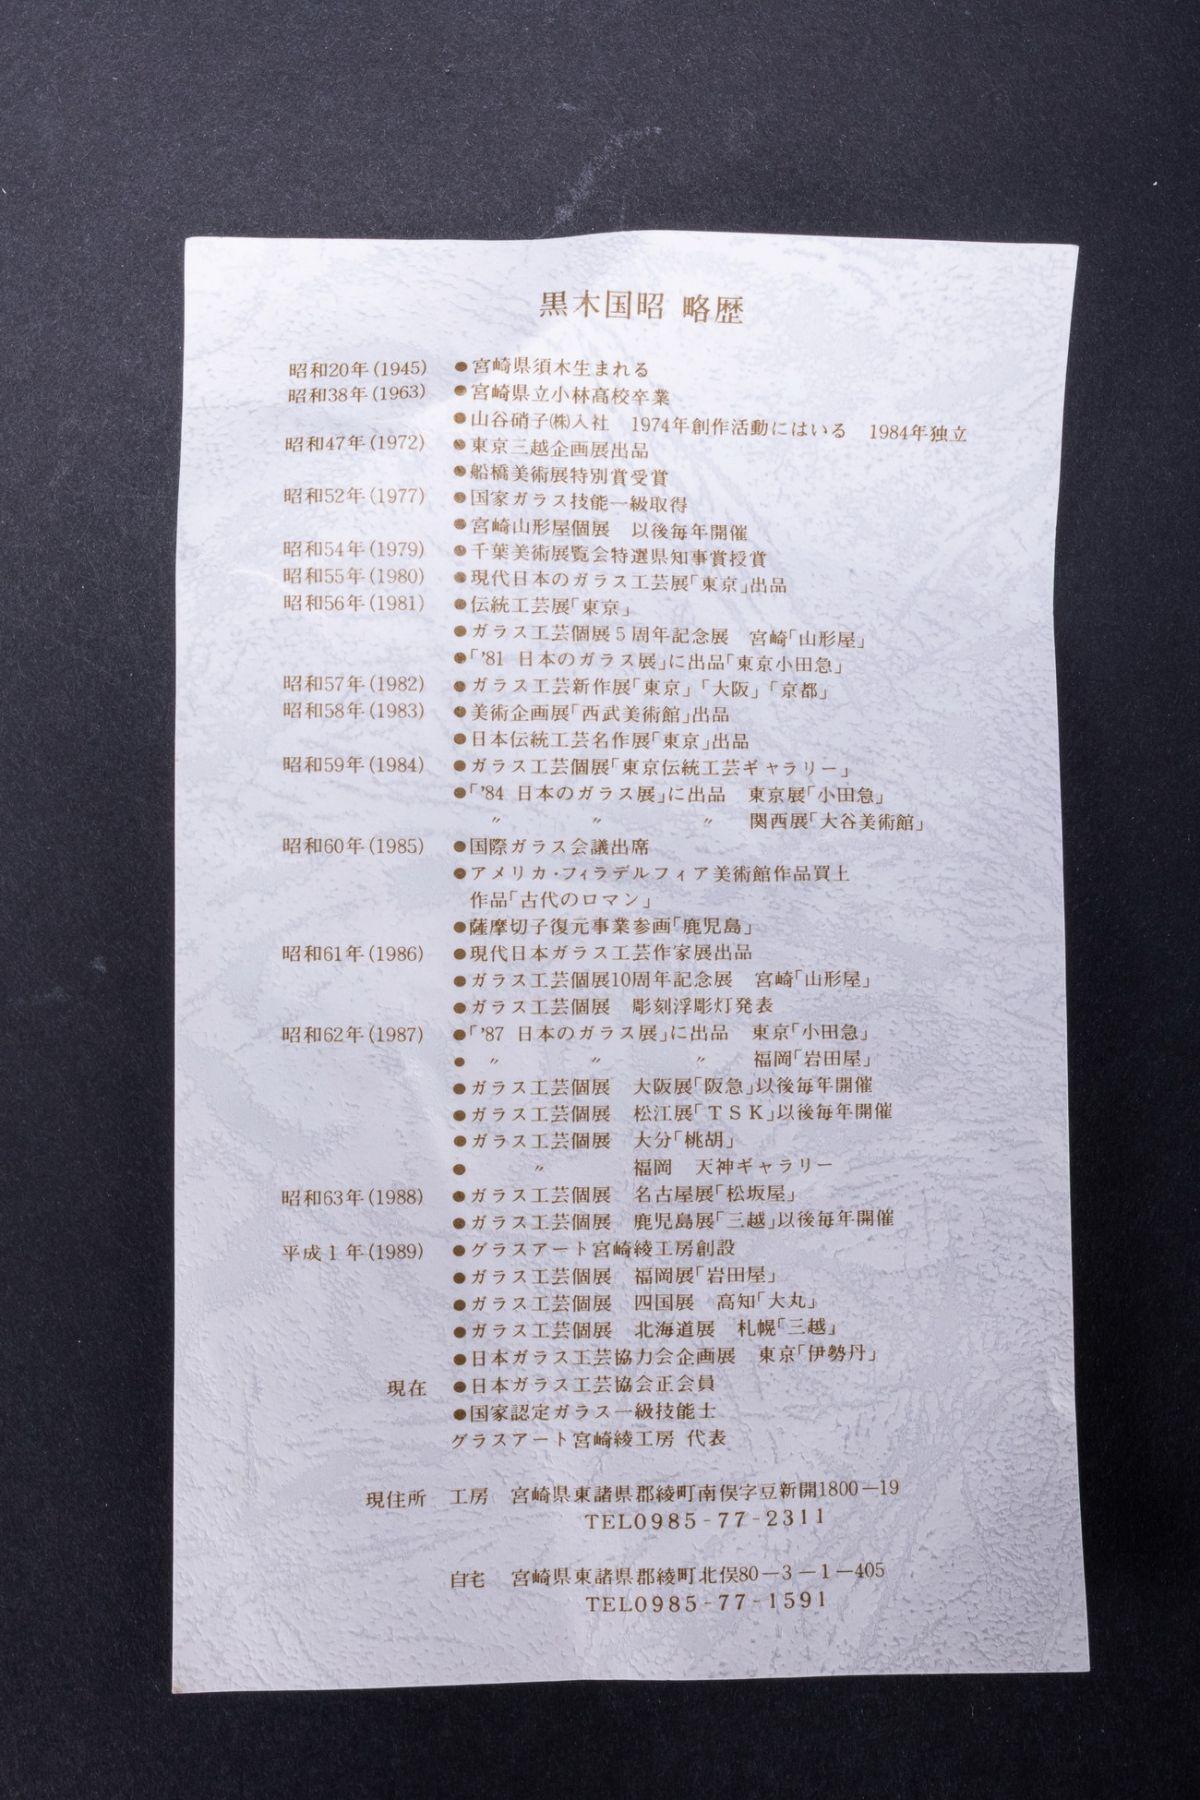 黒木国昭 略歴
昭和20年(1945) ●宮崎県須木生まれる
昭和38年(1963) ●宮崎県立小林高校卒業
●山谷硝子㈱入社 1974年創作活動にはいる 1984年独立
昭和47年(1972) ●東京三越企画展出品
●船橋美術展特別賞受賞
昭和52年(1977) ●国家ガラス技能一級取得
●宮崎山形屋個展 以後毎年開催
昭和54年(1979) ●千葉美術展覧会特選県知事賞授賞
昭和55年(1980) ●現代日本のガラス工芸展「東京」出品
昭和56年(1981) ●伝統工芸展「東京」
●ガラス工芸個展5周年記念展 宮崎「山形屋」
●「'81 日本のガラス展」に出品「東京小田急」
昭和57年(1982) ●ガラス工芸新作展「東京」「大阪」「京都」
昭和58年(1983) ●美術企画展「西武美術館」出品
●日本伝統工芸名作展「東京」出品
昭和59年(1984) ●ガラス工芸個展「東京伝統工芸ギャラリー」
●「'84 日本のガラス展」に出品 東京展「小田急」
〃 〃 〃 関西展「大谷美術館」
昭和60年(1985) ●国際ガラス会議出席
●アメリカ・フィラデルフィア美術館作品買上
作品「古代のロマン」
●薩摩切子復元事業参画「鹿児島」
昭和61年(1986) ●現代日本ガラス工芸作家展出品
●ガラス工芸個展10周年記念展 宮崎「山形屋」
●ガラス工芸個展 彫刻浮彫灯発表
昭和62年(1987) ●「'87 日本のガラス展」に出品 東京「小田急」
● 〃 〃 〃 福岡「岩田屋」
●ガラス工芸個展 大阪展「阪急」以後毎年開催
●ガラス工芸個展 松江展「TSK」以後毎年開催
●ガラス工芸個展 大分「桃胡」
● 〃 福岡 天神ギャラリー
昭和63年(1988) ●ガラス工芸個展 名古屋展「松坂屋」
●ガラス工芸個展 鹿児島展「三越」以後毎年開催
平成1年(1989) ●グラスアート宮崎綾工房創設
●ガラス工芸個展 福岡展「岩田屋」
●ガラス工芸個展 四国展 高知「大丸」
●ガラス工芸個展 北海道展 札幌「三越」
●日本ガラス工芸協力会企画展 東京「伊勢丹」
現在 ●日本ガラス工芸協会正会員
●国家認定ガラス一級技能士
グラスアート宮崎綾工房 代表
現住所 工房 宮崎県東諸県郡綾町南俣字豆新開1800－19
TEL0985-77-2311
自宅 宮崎県東諸県郡綾町北俣80－3－1－405
TEL0985-77-1591